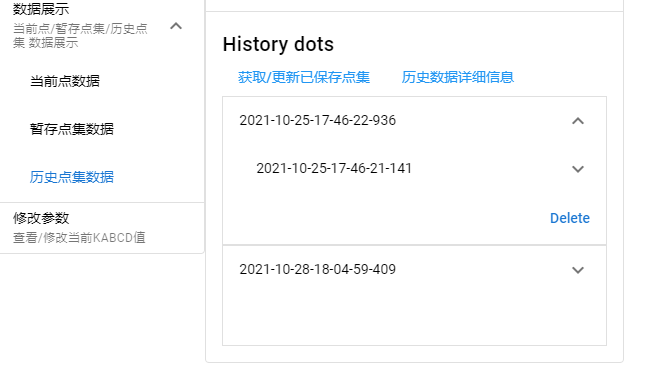 数据展示
当前点/暂存点集/历史点
集 数据展示
当前点数据
暂存点集数据
历史点集数据
修改参数
查看/修改当前KABCD值
History dots
获取/更新已保存点集
历史数据详细信息
2021-10-25-17-46-22-936
2021-10-25-17-46-21-141
Delete
2021-10-28-18-04-59-409